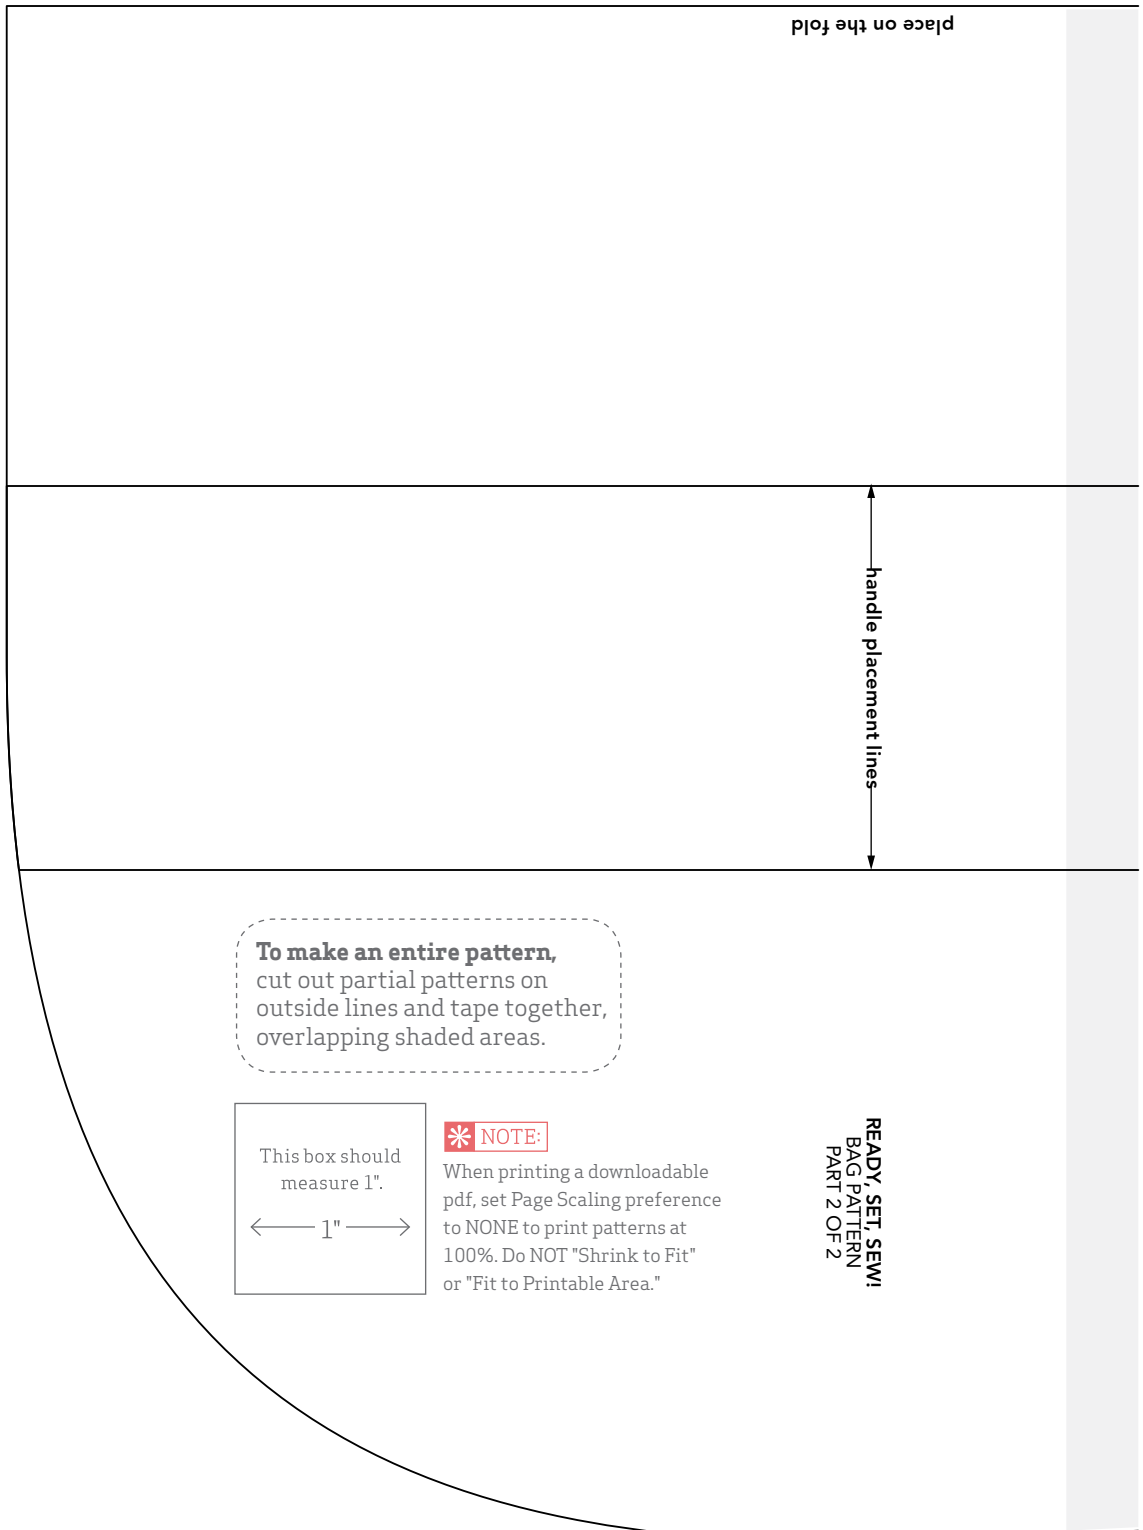 place on the fold
handle placement lines
To make an entire pattern,
cut out partial patterns on
outside lines and tape together,
overlapping shaded areas.
This box should
measure 1".
1"
NOTE:
When printing a downloadable
pdf, set Page Scaling preference
to NONE to print patterns at
100%. Do NOT "Shrink to Fit"
or "Fit to Printable Area."
READY, SET, SEW!
BAG PATTERN
PART 2 OF 2